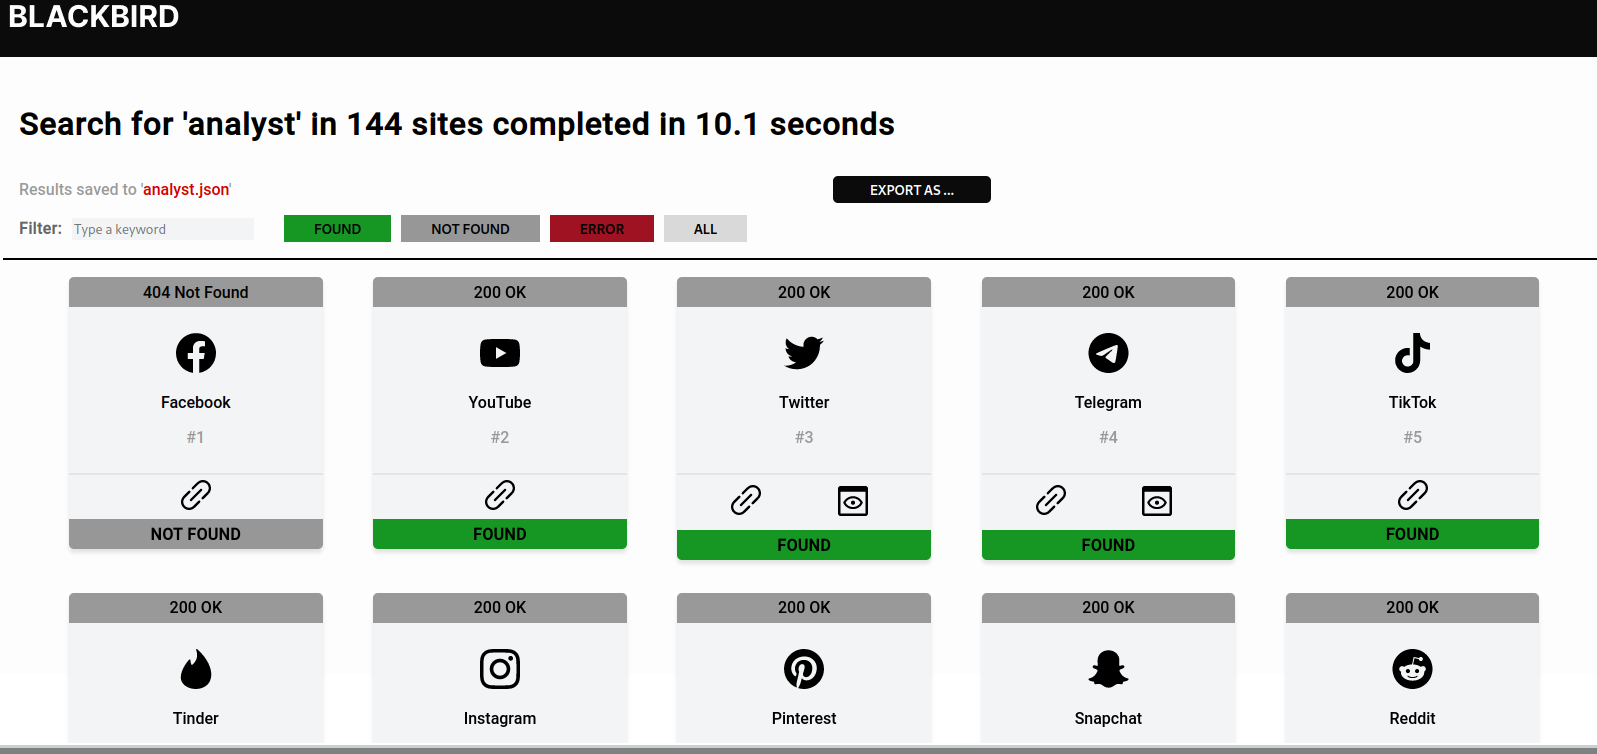 BLACKBIRD
Search for 'analyst' in 144 sites completed in 10.1 seconds
Results saved to 'analyst.json'
EXPORT AS ...
Filter: Type a keyword FOUND NOT FOUND ERROR ALL
404 Not Found 200 OK 200 OK 200 OK 200 OK
Facebook YouTube Twitter Telegram TikTok
#1 #2 #3 #4 #5
NOT FOUND FOUND FOUND FOUND FOUND
200 OK 200 OK 200 OK 200 OK 200 OK
Tinder Instagram Pinterest Snapchat Reddit